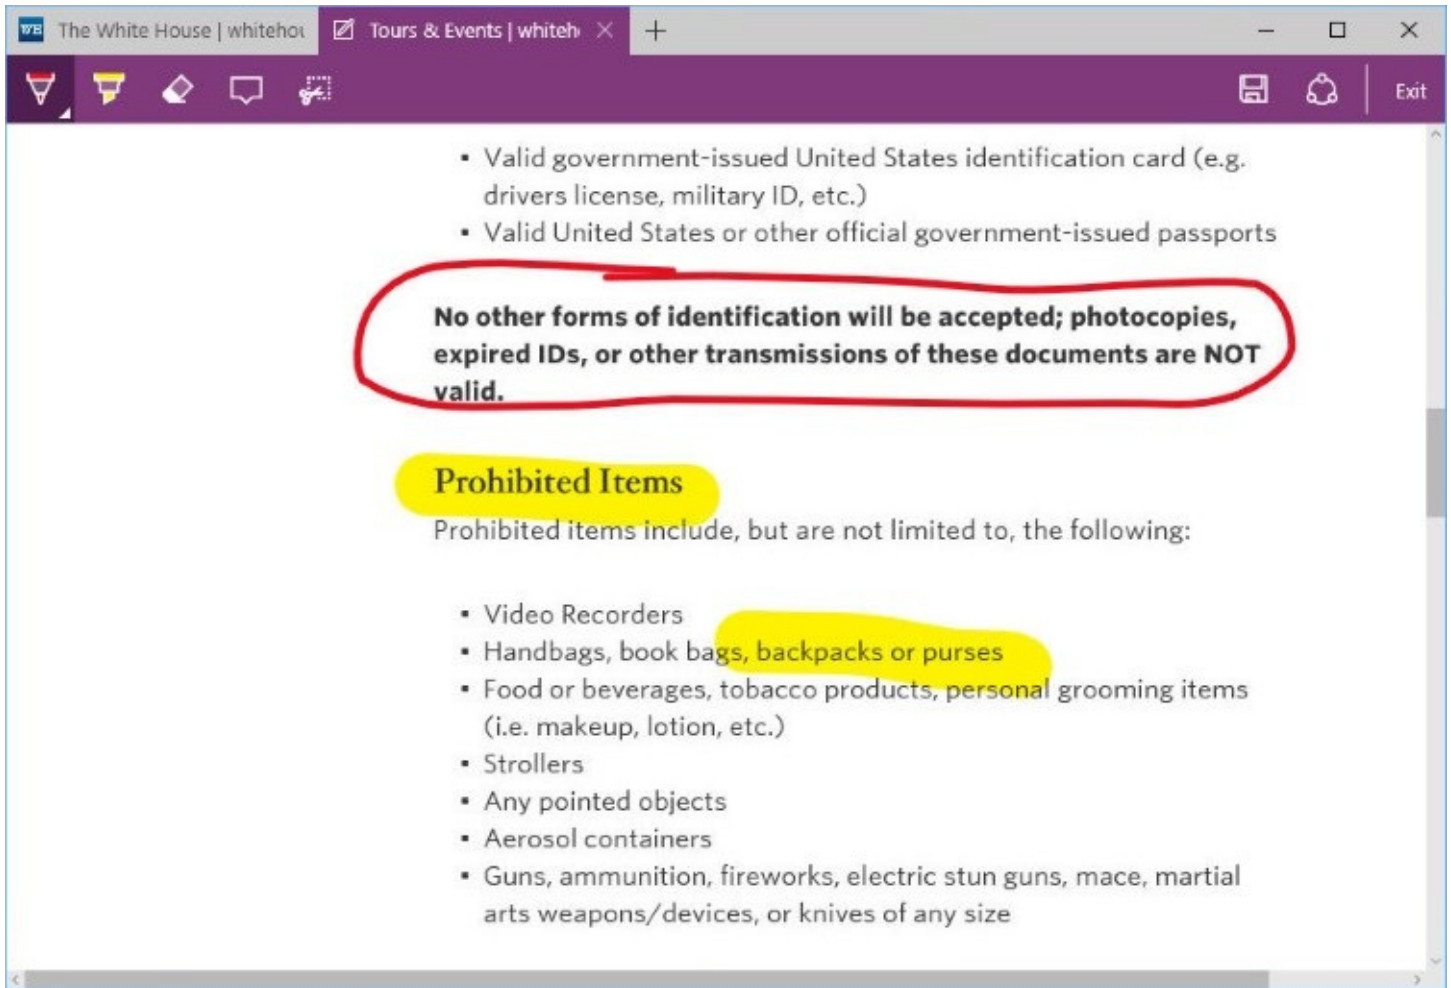 WH The White House | whitehou Tours & Events | whiteh
Exit
▪ Valid government-issued United States identification card (e.g.
drivers license, military ID, etc.)
▪ Valid United States or other official government-issued passports
No other forms of identification will be accepted; photocopies,
expired IDs, or other transmissions of these documents are NOT
valid.
Prohibited Items
Prohibited items include, but are not limited to, the following:
▪ Video Recorders
▪ Handbags, book bags, backpacks or purses
▪ Food or beverages, tobacco products, personal grooming items
(i.e. makeup, lotion, etc.)
▪ Strollers
▪ Any pointed objects
▪ Aerosol containers
▪ Guns, ammunition, fireworks, electric stun guns, mace, martial
arts weapons/devices, or knives of any size